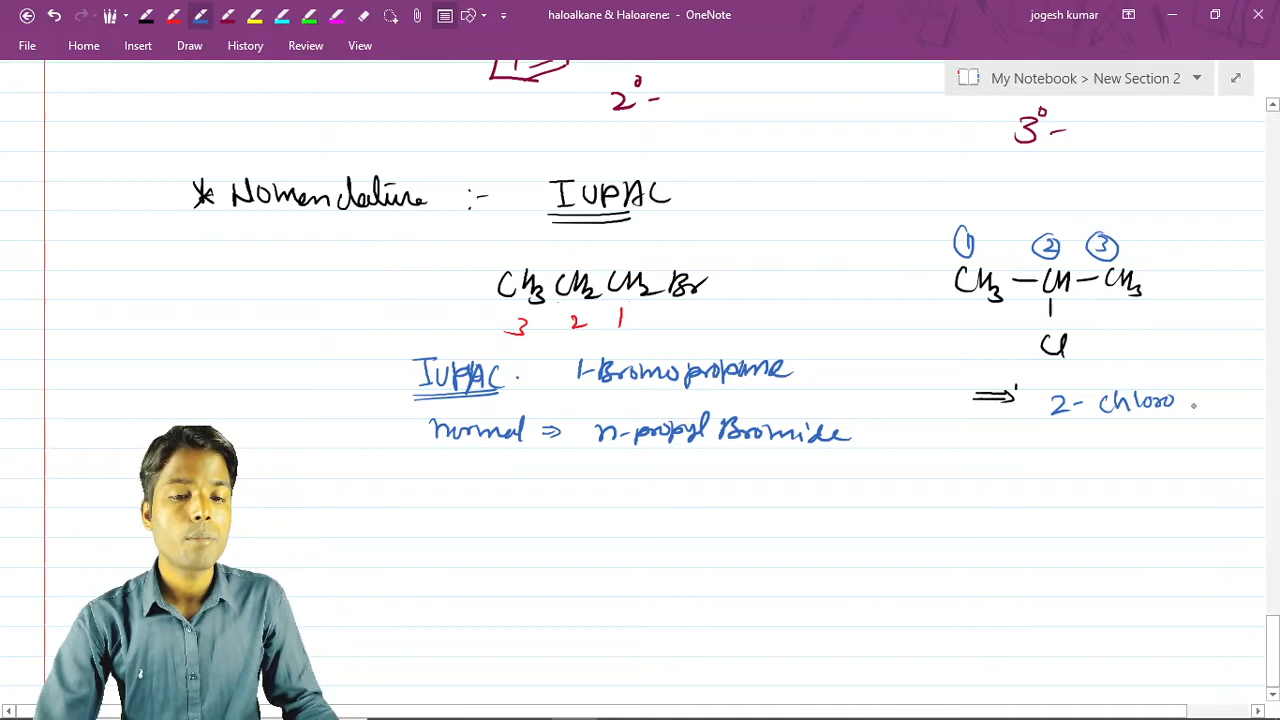 haloalkane & Haloarene: - OneNote
jogesh kumar
File Home Insert Draw History Review View
My Notebook > New Section 2
2° -
3° -
* Nomenclature :- IUPAC
① ② ③
CH3 CH2 CH2 Br
CH3 — CH — CH3
3 2 1
Cl
IUPAC. 1-Bromopropane
⇒ 2- chloro
normal ⇒ n-propyl Bromide